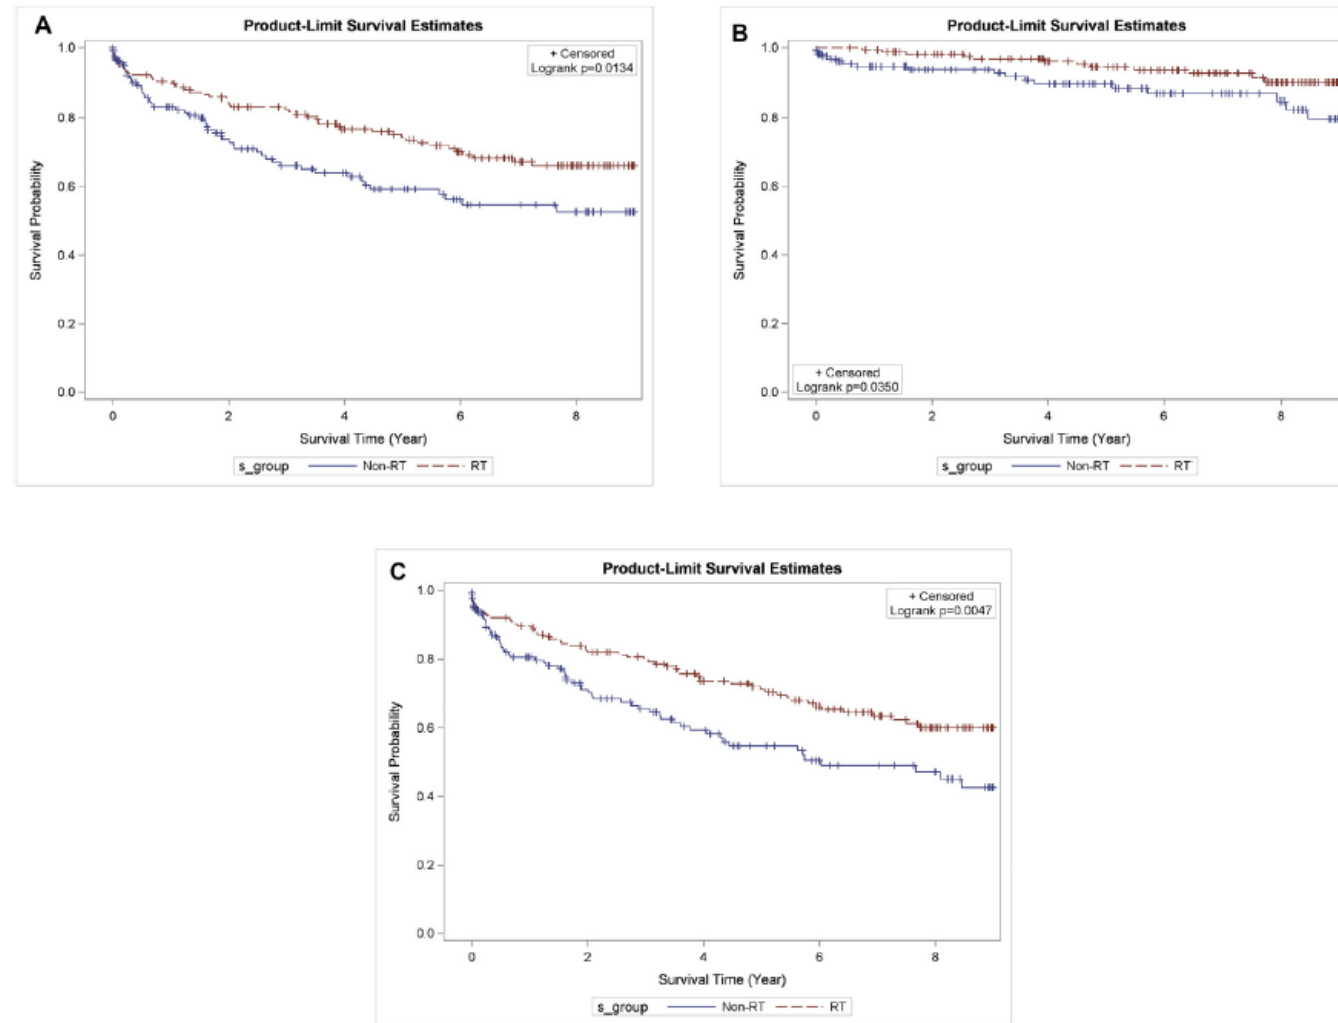 A
Product-Limit Survival Estimates
+ Censored
Logrank p=0.0134
1.0
0.8
0.6
0.4
0.2
0.0
Survival Probability
0 2 4 6 8
Survival Time (Year)
s_group Non-RT RT
B
Product-Limit Survival Estimates
1.0
0.8
0.6
0.4
0.2
0.0
Survival Probability
+ Censored
Logrank p=0.0350
0 2 4 6 8
Survival Time (Year)
s_group Non-RT RT
C
Product-Limit Survival Estimates
+ Censored
Logrank p=0.0047
1.0
0.8
0.6
0.4
0.2
0.0
Survival Probability
0 2 4 6 8
Survival Time (Year)
s_group Non-RT RT